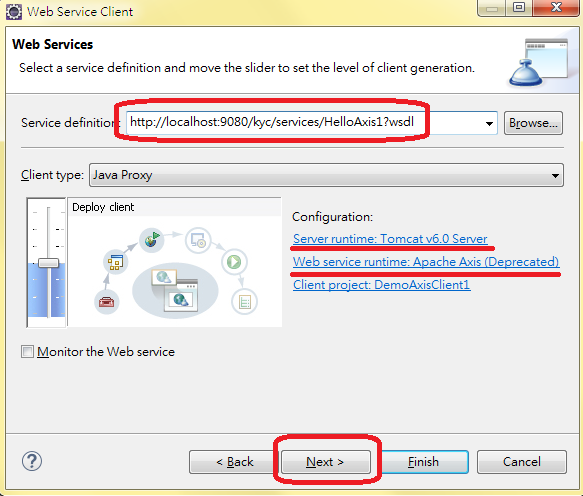 Web Service Client
Web Services
Select a service definition and move the slider to set the level of client generation.
Service definition: http://localhost:9080/kyc/services/HelloAxis1?wsdl Browse...
Client type: Java Proxy
Deploy client
Configuration:
Server runtime: Tomcat v6.0 Server
Web service runtime: Apache Axis (Deprecated)
Client project: DemoAxisClient1
Monitor the Web service
? < Back Next > Finish Cancel